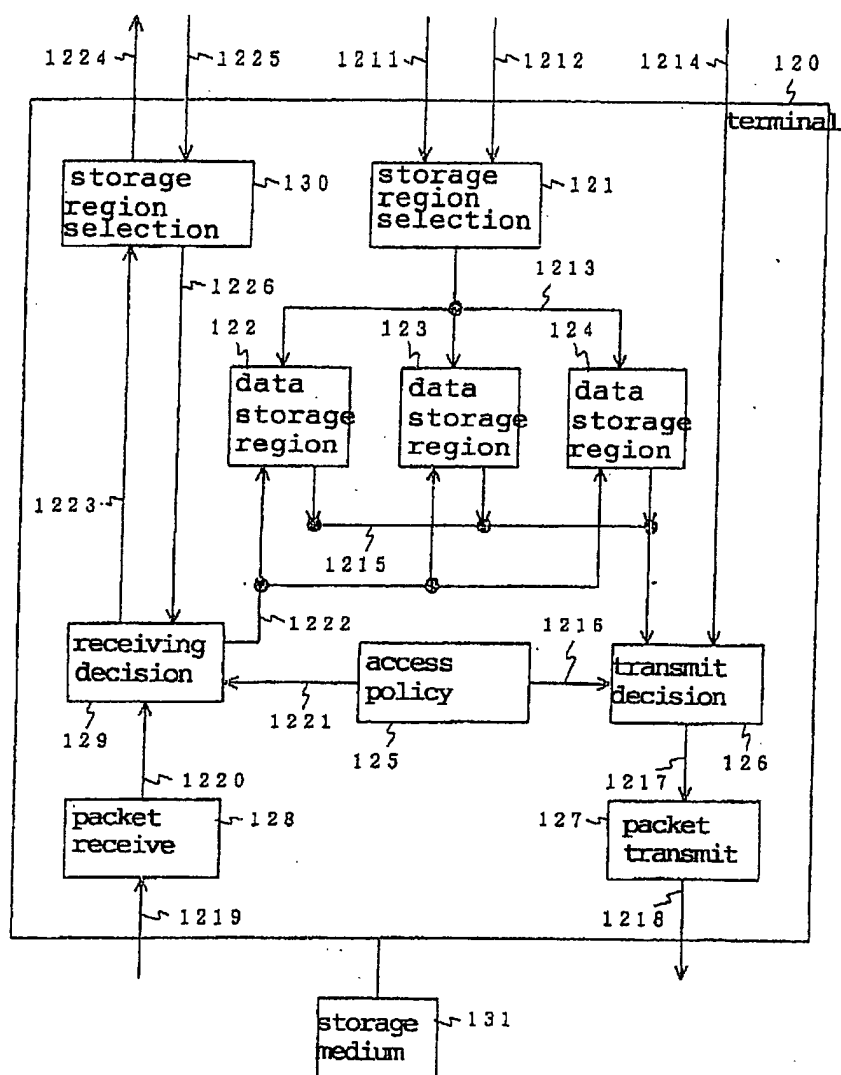 1224
1225
1211
1212
1214
120
terminal
storage
region
selection
130
storage
region
selection
121
1226
1213
122
123
124
data
storage
region
data
storage
region
data
storage
region
1223
1215
1222
1216
receiving
decision
access
policy
transmit
decision
129
1221
125
126
1220
1217
packet
receive
128
127
packet
transmit
1219
1218
storage
medium
131